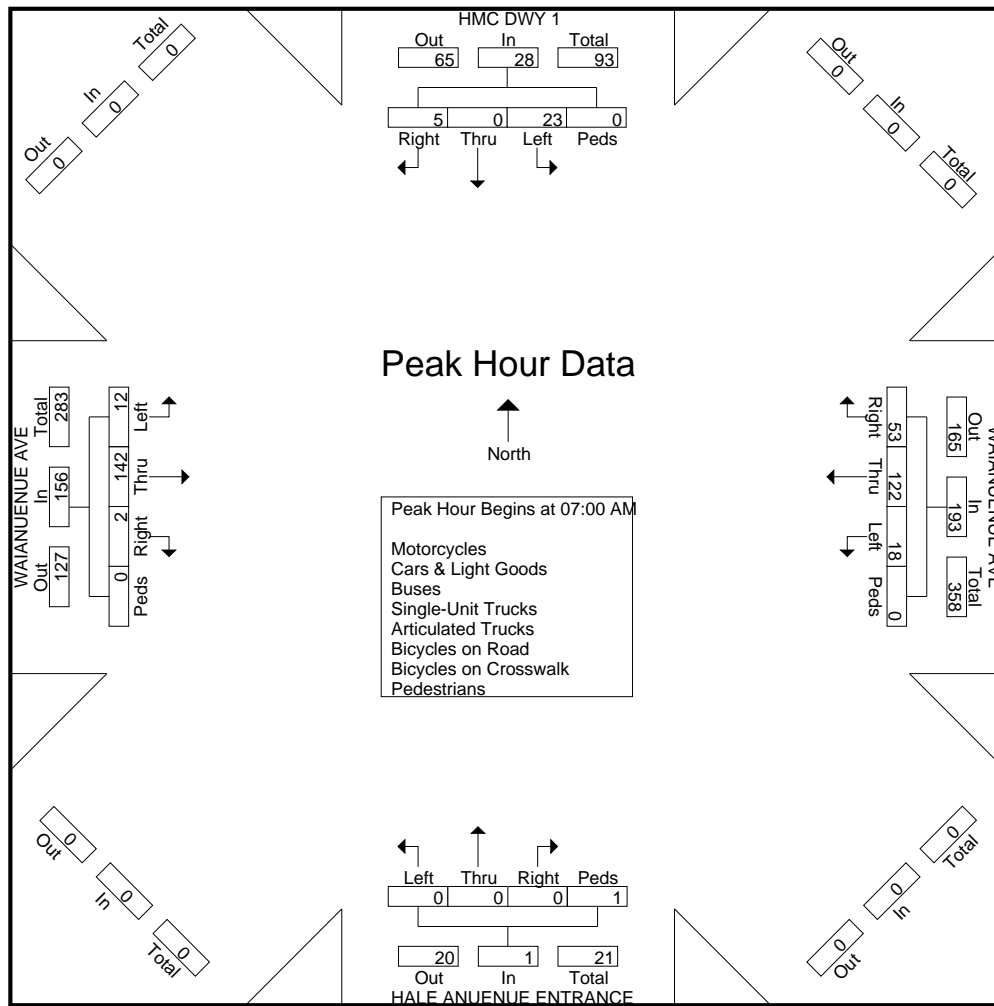 HMC DWY 1
Out In Total
65 28 93
5 0 23 0
Right Thru Left Peds
Total
0
In
0
Out
0
Out
0
In
0
Total
0
Peak Hour Data
North
Peak Hour Begins at 07:00 AM
Motorcycles
Cars & Light Goods
Buses
Single-Unit Trucks
Articulated Trucks
Bicycles on Road
Bicycles on Crosswalk
Pedestrians
WAIANUENUE AVE
Out In Total
127 156 283
Peds Right Thru Left
0 2 142 12
WAIANUENUE AVE
Out In Total
165 193 358
53 122 18 0
Right Thru Left Peds
Left Thru Right Peds
0 0 0 1
20 1 21
Out In Total
HALE ANUENUE ENTRANCE
0
Out
0
In
0
Total
0
Total
0
In
0
Out